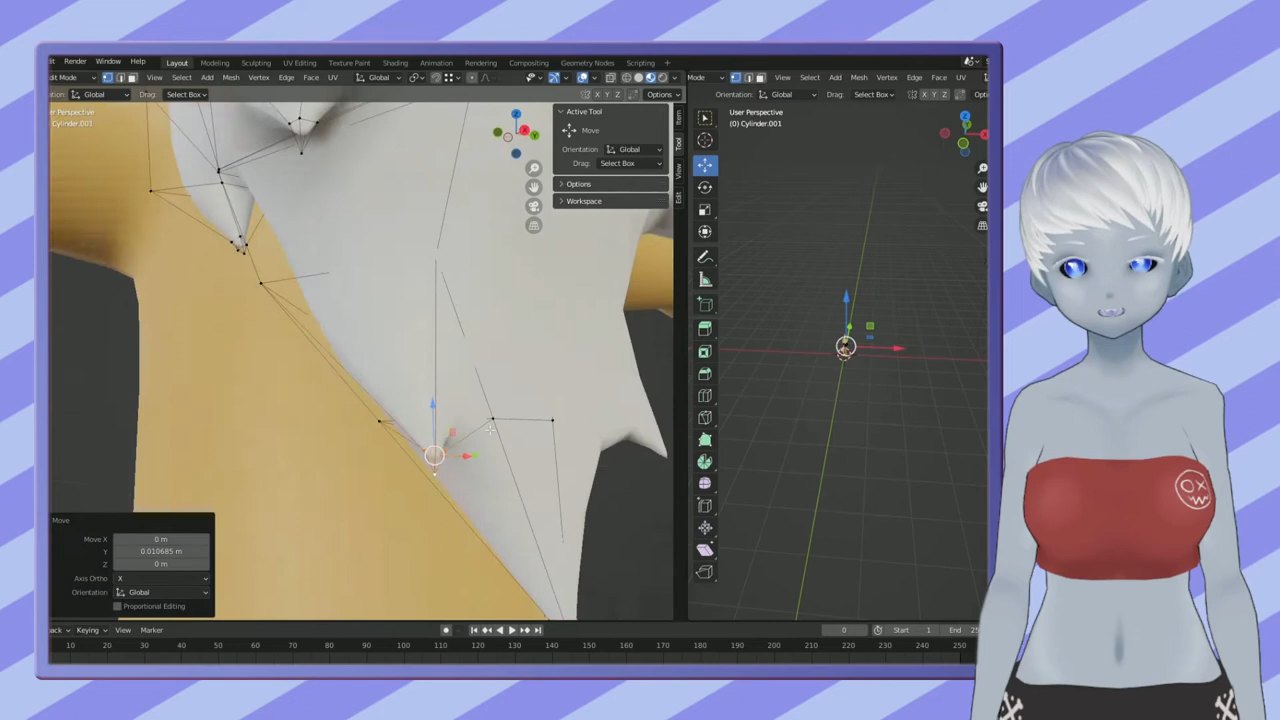 Render Window Help Layout Modeling Sculpting UV Editing Texture Paint Shading Animation Rendering Compositing Geometry Nodes Scripting +
Mode View Select Add Mesh Vertex Edge Face UV Global
Global Drag: Select Box X Y Z Options
User Perspective
Cylinder.001
Active Tool
Move
Orientation Global
Drag: Select Box
Options
Workspace
Item
Tool
View
Edit
Z
X
Y
Move
Move X 0 m
Y 0.010685 m
Z 0 m
Axis Ortho X
Orientation Global
Proportional Editing
Mode View Select Add Mesh Vertex Edge Face UV
Orientation: Global Drag: Select Box X Y Z
User Perspective
(0) Cylinder.001
Z
Y
X
Keying View Marker 0 Start 1 End
10 20 30 40 50 60 70 80 90 100 110 120 130 140 150 160 170 180 190 200 210 220 230 240 250